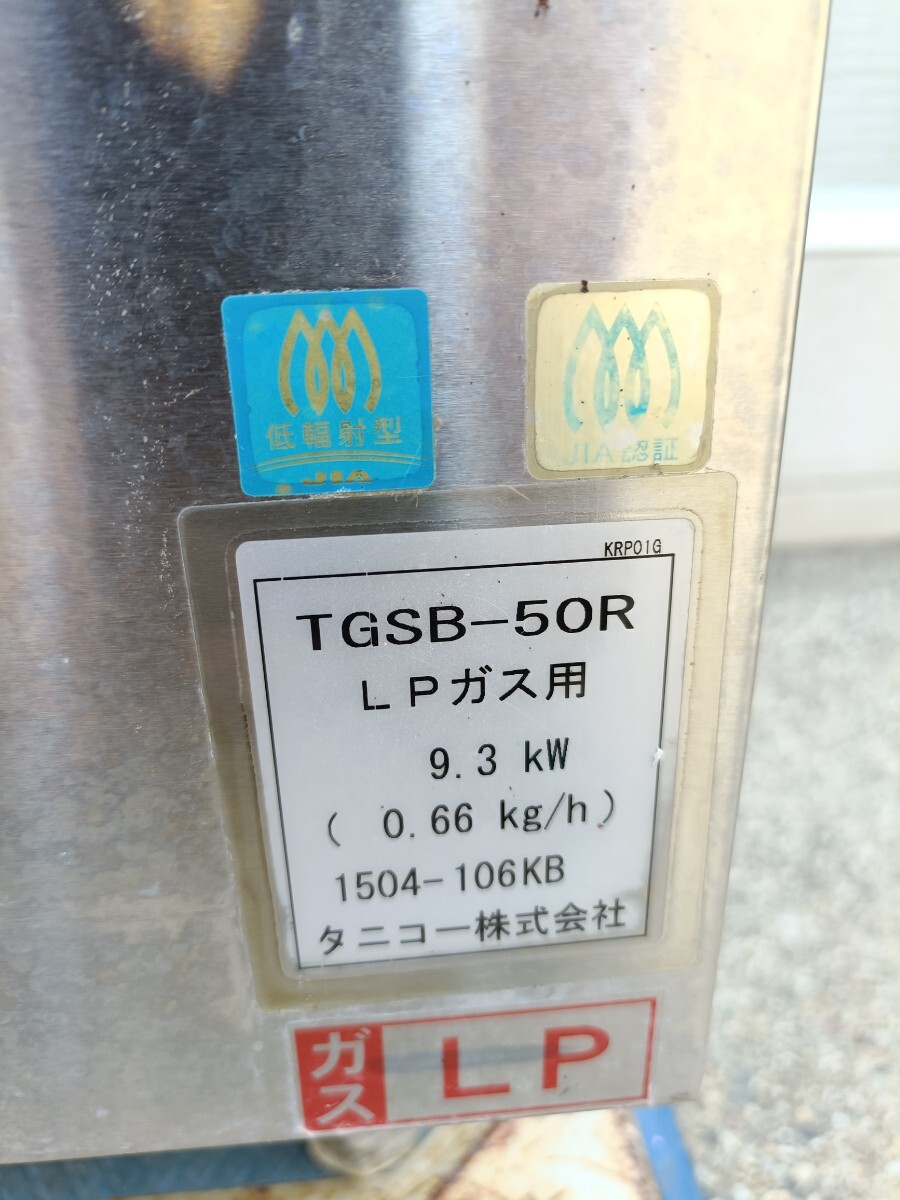 低輻射型
JIA
JIA認証
KRP01G
TGSB-50R
LPガス用
9.3 kW
( 0.66 kg/h)
1504-106KB
タニコー株式会社
ガス LP